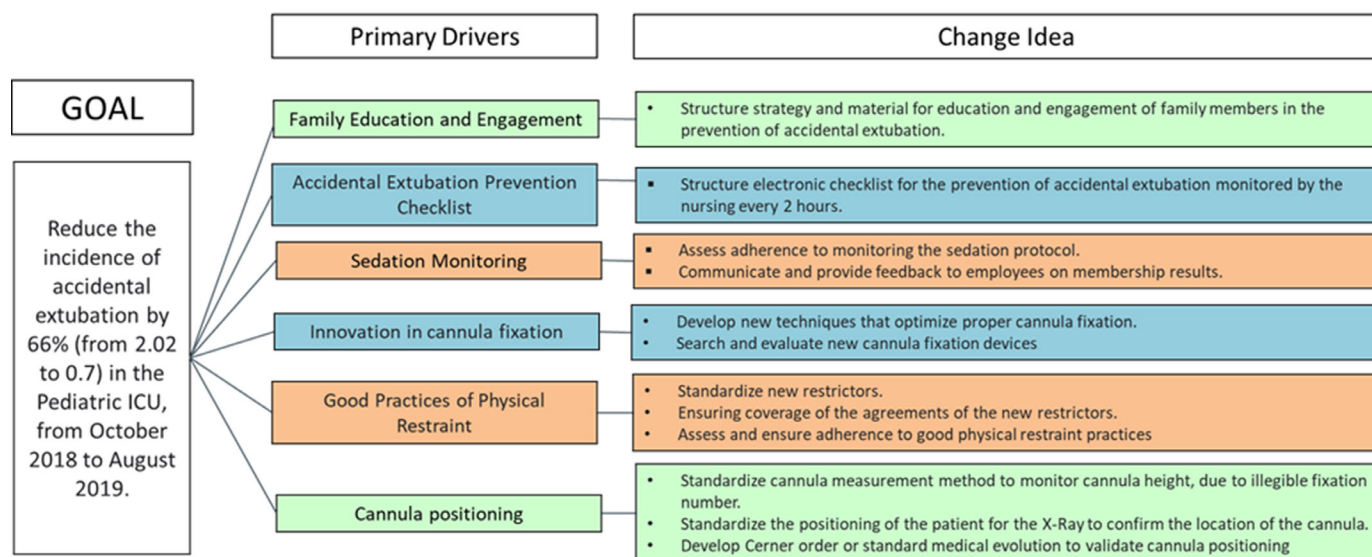 Primary Drivers
Change Idea
GOAL
Reduce the
incidence of
accidental
extubation by
66% (from 2.02
to 0.7) in the
Pediatric ICU,
from October
2018 to August
2019.
Family Education and Engagement
• Structure strategy and material for education and engagement of family members in the
prevention of accidental extubation.
Accidental Extubation Prevention
Checklist
▪ Structure electronic checklist for the prevention of accidental extubation monitored by the
nursing every 2 hours.
Sedation Monitoring
▪ Assess adherence to monitoring the sedation protocol.
▪ Communicate and provide feedback to employees on membership results.
Innovation in cannula fixation
• Develop new techniques that optimize proper cannula fixation.
• Search and evaluate new cannula fixation devices
Good Practices of Physical
Restraint
• Standardize new restrictors.
• Ensuring coverage of the agreements of the new restrictors.
• Assess and ensure adherence to good physical restraint practices
Cannula positioning
• Standardize cannula measurement method to monitor cannula height, due to illegible fixation
number.
• Standardize the positioning of the patient for the X-Ray to confirm the location of the cannula.
• Develop Cerner order or standard medical evolution to validate cannula positioning